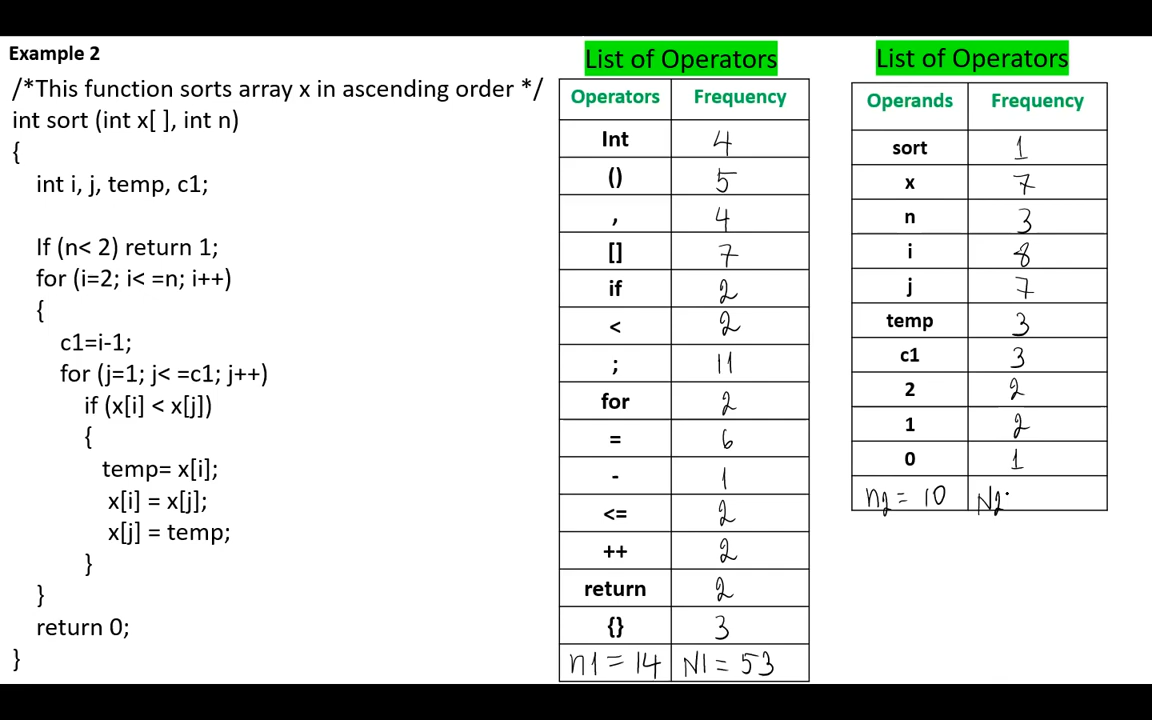 Example 2
/*This function sorts array x in ascending order */
int sort (int x[ ], int n)
{
int i, j, temp, c1;
If (n< 2) return 1;
for (i=2; i< =n; i++)
{
c1=i-1;
for (j=1; j< =c1; j++)
if (x[i] < x[j])
{
temp= x[i];
x[i] = x[j];
x[j] = temp;
}
}
return 0;
}
List of Operators
Operators Frequency
Int 4
() 5
, 4
[] 7
if 2
< 2
; 11
for 2
= 6
- 1
<= 2
++ 2
return 2
{} 3
n1 = 14 N1 = 53
List of Operators
Operands Frequency
sort 1
x 7
n 3
i 8
j 7
temp 3
c1 3
2 2
1 2
0 1
n2 = 10 N2